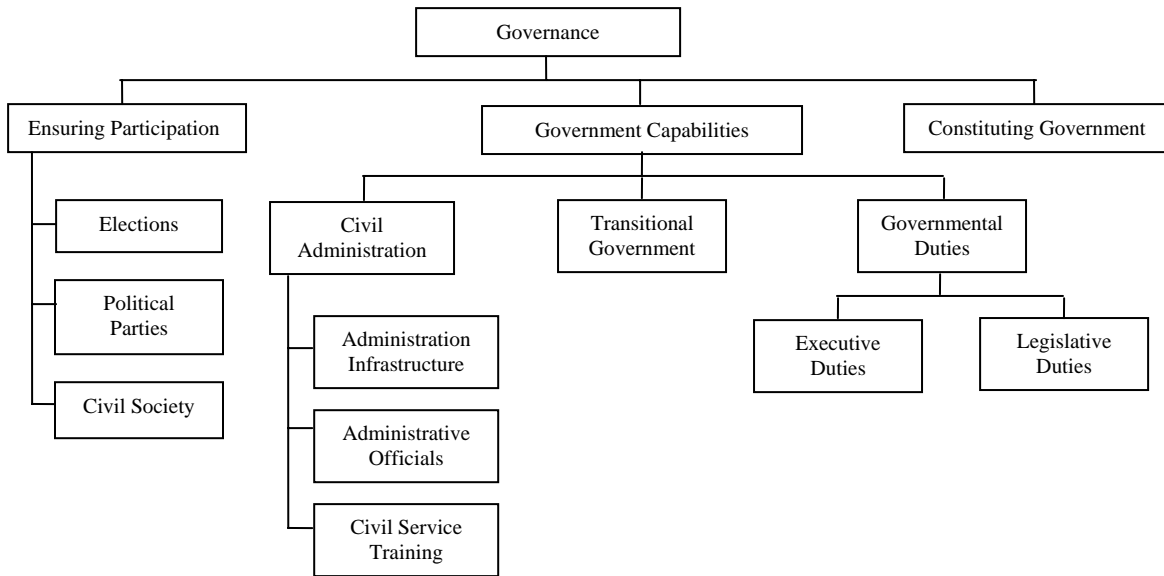 Governance
Ensuring Participation
Government Capabilities
Constituting Government
Elections
Political
Parties
Civil Society
Civil
Administration
Transitional
Government
Governmental
Duties
Administration
Infrastructure
Administrative
Officials
Civil Service
Training
Executive
Duties
Legislative
Duties